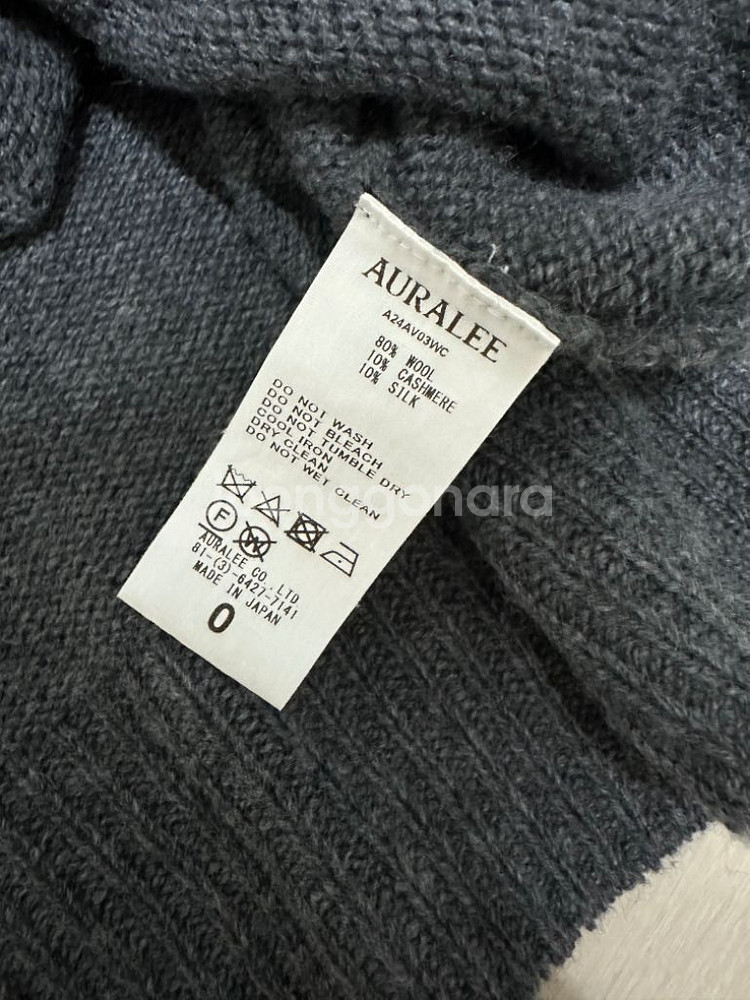 AURALEE
A24AV03WC
80% WOOL
10% CASHMERE
10% SILK
DO NOT WASH
DO NOT BLEACH
DO NOT TUMBLE DRY
COOL IRON
DRY CLEAN
DO NOT WET CLEAN
F W
AURALEE CO.,LTD
81-(3)-6427-7141
MADE IN JAPAN
0